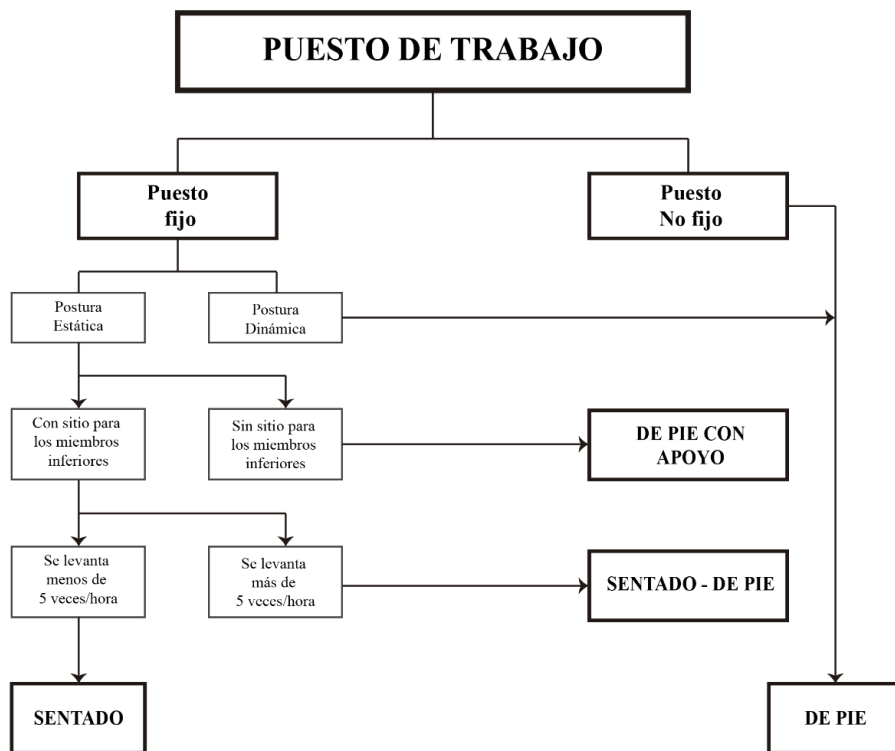 PUESTO DE TRABAJO
Puesto
fijo
Puesto
No fijo
Postura
Estática
Postura
Dinámica
Con sitio para
los miembros
inferiores
Sin sitio para
los miembros
inferiores
DE PIE CON
APOYO
Se levanta
menos de
5 veces/hora
Se levanta
más de
5 veces/hora
SENTADO - DE PIE
SENTADO
DE PIE